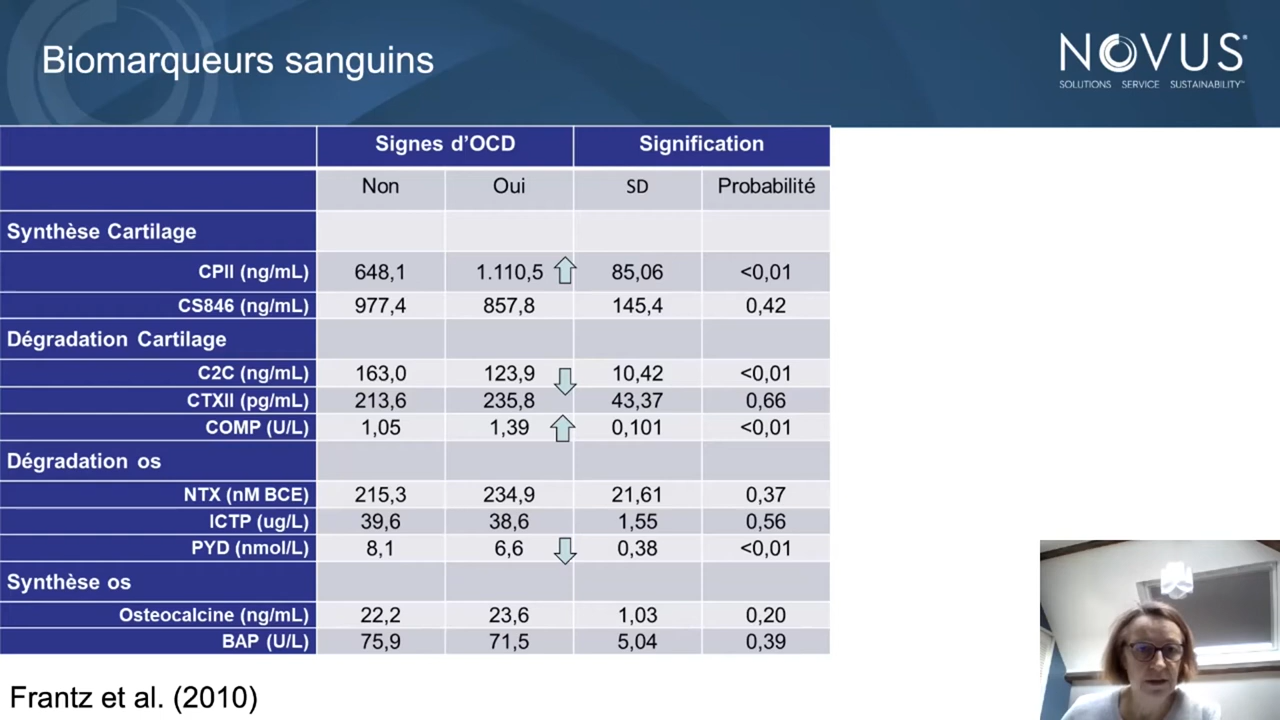 Biomarqueurs sanguins
NOVUS
SOLUTIONS SERVICE SUSTAINABILITY
Signes d'OCD Signification
Non Oui SD Probabilité
Synthèse Cartilage
CPII (ng/mL) 648,1 1.110,5 85,06 <0,01
CS846 (ng/mL) 977,4 857,8 145,4 0,42
Dégradation Cartilage
C2C (ng/mL) 163,0 123,9 10,42 <0,01
CTXII (pg/mL) 213,6 235,8 43,37 0,66
COMP (U/L) 1,05 1,39 0,101 <0,01
Dégradation os
NTX (nM BCE) 215,3 234,9 21,61 0,37
ICTP (ug/L) 39,6 38,6 1,55 0,56
PYD (nmol/L) 8,1 6,6 0,38 <0,01
Synthèse os
Osteocalcine (ng/mL) 22,2 23,6 1,03 0,20
BAP (U/L) 75,9 71,5 5,04 0,39
Frantz et al. (2010)